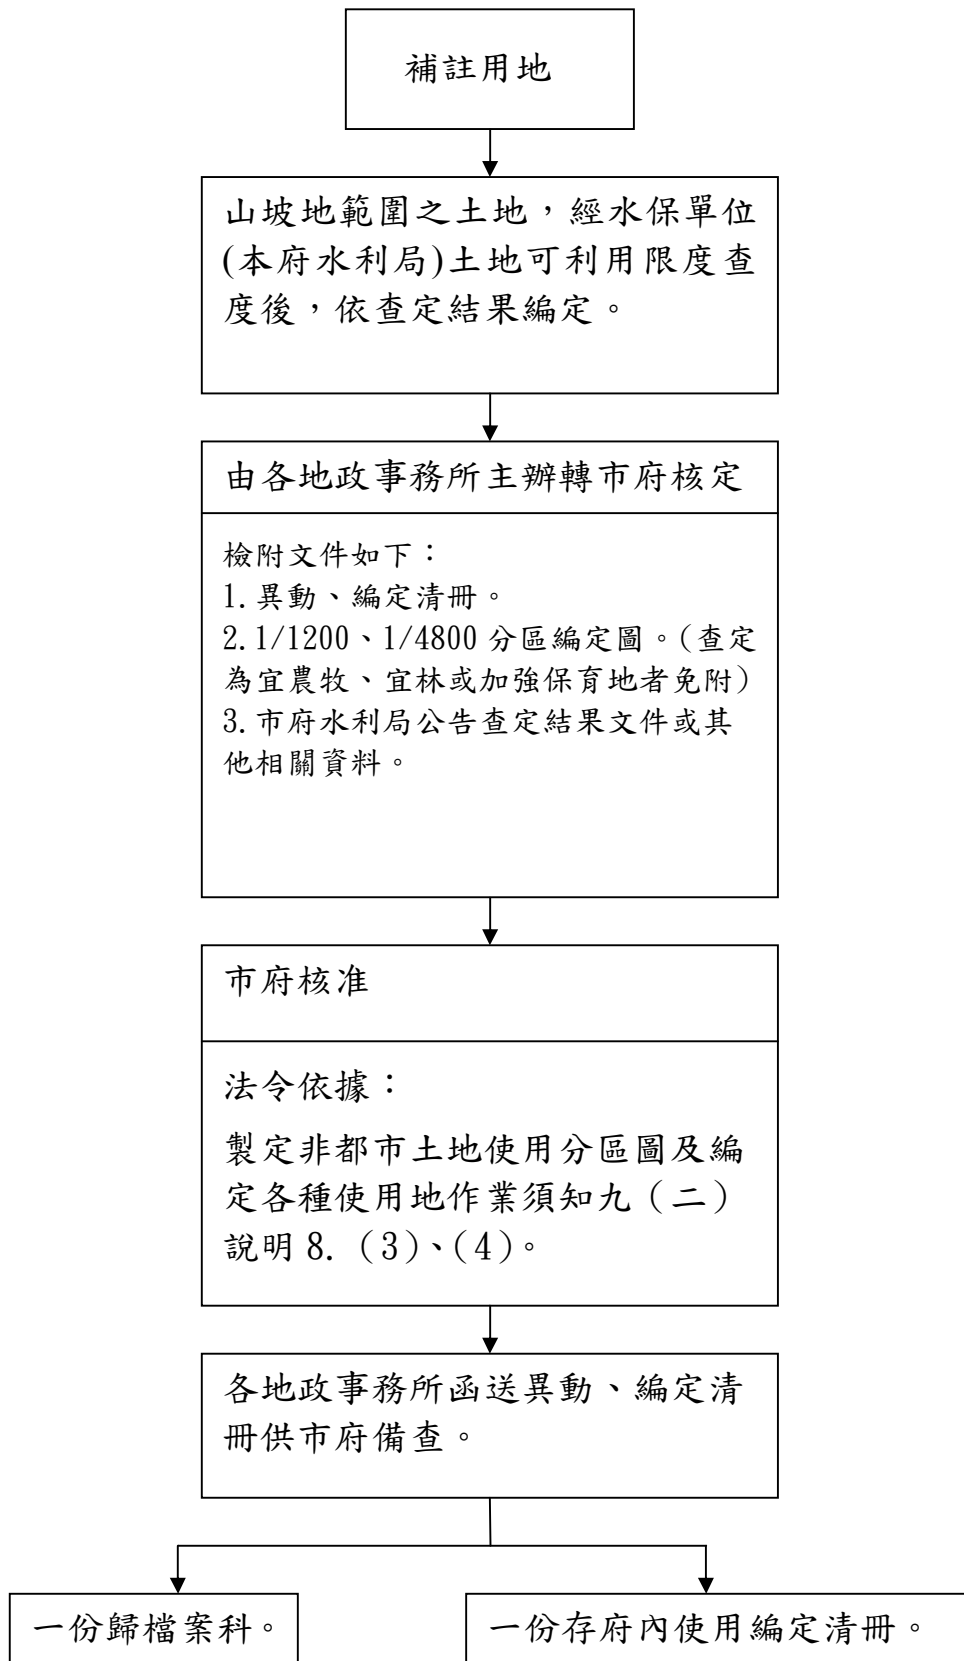 補註用地
山坡地範圍之土地，經水保單位
(本府水利局)土地可利用限度查
度後，依查定結果編定。
由各地政事務所主辦轉市府核定
檢附文件如下：
1.異動、編定清冊。
2.1/1200、1/4800 分區編定圖。(查定
為宜農牧、宜林或加強保育地者免附)
3.市府水利局公告查定結果文件或其
他相關資料。
市府核准
法令依據：
製定非都市土地使用分區圖及編
定各種使用地作業須知九（二）
說明 8.（3）、（4）。
各地政事務所函送異動、編定清
冊供市府備查。
一份歸檔案科。
一份存府內使用編定清冊。